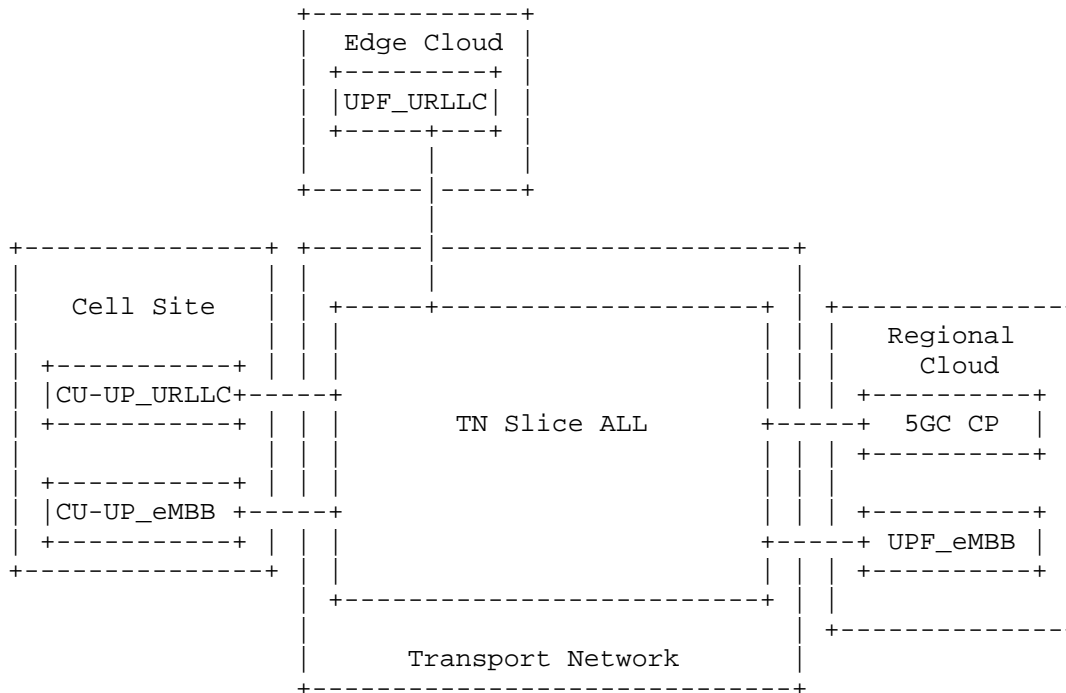 Edge Cloud
UPF_URLLC
Cell Site
Regional
Cloud
CU-UP_URLLC
TN Slice ALL
5GC CP
CU-UP_eMBB
UPF_eMBB
Transport Network